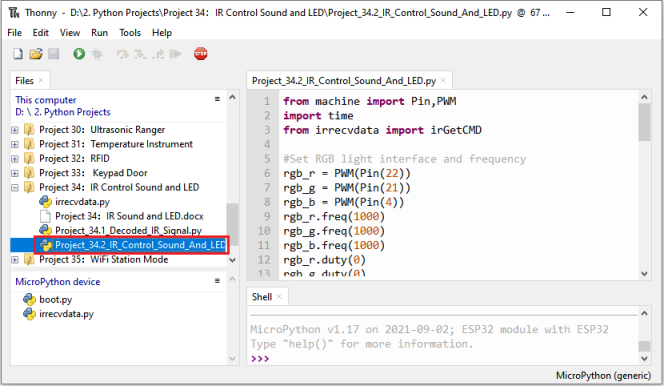 Thonny - D:\2. Python Projects\Project 34: IR Control Sound and LED\Project_34.2_IR_Control_Sound_And_LED.py @ 67 ...
File Edit View Run Tools Help
STOP
Files ×
This computer
D: \ 2. Python Projects
Project 30: Ultrasonic Ranger
Project 31: Temperature Instrument
Project 32: RFID
Project 33: Keypad Door
Project 34: IR Control Sound and LED
irrecvdata.py
Project 34: IR Sound and LED.docx
Project_34.1_Decoded_IR_Signal.py
Project_34.2_IR_Control_Sound_And_LED
Project 35: WiFi Station Mode
MicroPython device
boot.py
irrecvdata.py
Project_34.2_IR_Control_Sound_And_LED.py ×
1 from machine import Pin,PWM
2 import time
3 from irrecvdata import irGetCMD
4
5 #Set RGB light interface and frequency
6 rgb_r = PWM(Pin(22))
7 rgb_g = PWM(Pin(21))
8 rgb_b = PWM(Pin(4))
9 rgb_r.freq(1000)
10 rgb_g.freq(1000)
11 rgb_b.freq(1000)
12 rgb_r.duty(0)
13 rgb_g.duty(0)
Shell ×
MicroPython v1.17 on 2021-09-02; ESP32 module with ESP32
Type "help()" for more information.
>>>
MicroPython (generic)